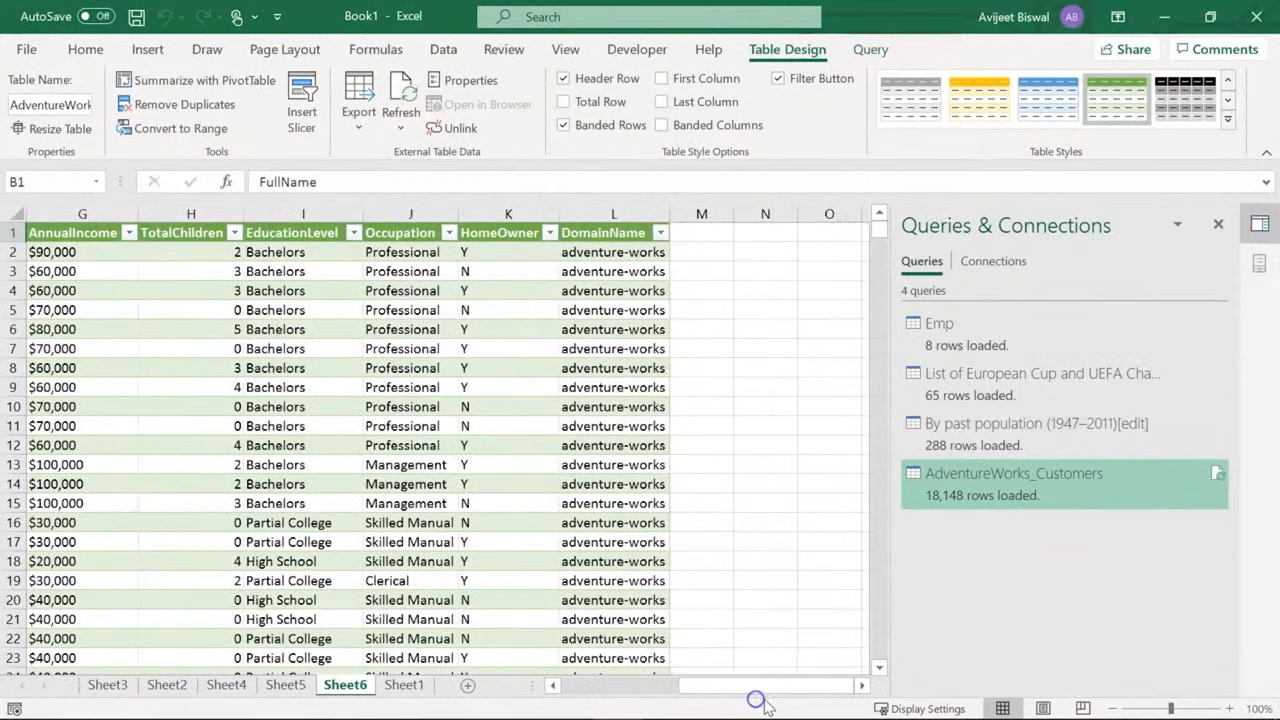 AutoSave Off Book1 - Excel Search Avijeet Biswal AB
File Home Insert Draw Page Layout Formulas Data Review View Developer Help Table Design Query Share Comments
Table Name:
AdventureWork
Resize Table
Properties
Summarize with PivotTable
Remove Duplicates
Convert to Range
Insert
Slicer
Tools
Export
Refresh
Properties
Open in Browser
Unlink
External Table Data
Header Row First Column Filter Button
Total Row Last Column
Banded Rows Banded Columns
Table Style Options
Table Styles
B1 fx FullName
G H I J K L M N O
1 AnnualIncome TotalChildren EducationLevel Occupation HomeOwner DomainName
2 $90,000 2 Bachelors Professional Y adventure-works
3 $60,000 3 Bachelors Professional N adventure-works
4 $60,000 3 Bachelors Professional Y adventure-works
5 $70,000 0 Bachelors Professional N adventure-works
6 $80,000 5 Bachelors Professional Y adventure-works
7 $70,000 0 Bachelors Professional Y adventure-works
8 $60,000 3 Bachelors Professional Y adventure-works
9 $60,000 4 Bachelors Professional Y adventure-works
10 $70,000 0 Bachelors Professional N adventure-works
11 $70,000 0 Bachelors Professional N adventure-works
12 $60,000 4 Bachelors Professional Y adventure-works
13 $100,000 2 Bachelors Management Y adventure-works
14 $100,000 2 Bachelors Management Y adventure-works
15 $100,000 3 Bachelors Management N adventure-works
16 $30,000 0 Partial College Skilled Manual N adventure-works
17 $30,000 0 Partial College Skilled Manual Y adventure-works
18 $20,000 4 High School Skilled Manual Y adventure-works
19 $30,000 2 Partial College Clerical Y adventure-works
20 $40,000 0 High School Skilled Manual N adventure-works
21 $40,000 0 High School Skilled Manual N adventure-works
22 $40,000 0 Partial College Skilled Manual N adventure-works
23 $40,000 0 Partial College Skilled Manual Y adventure-works
Sheet3 Sheet2 Sheet4 Sheet5 Sheet6 Sheet1
Queries & Connections
Queries Connections
4 queries
Emp
8 rows loaded.
List of European Cup and UEFA Cha...
65 rows loaded.
By past population (1947–2011)[edit]
288 rows loaded.
AdventureWorks_Customers
18,148 rows loaded.
Display Settings 100%